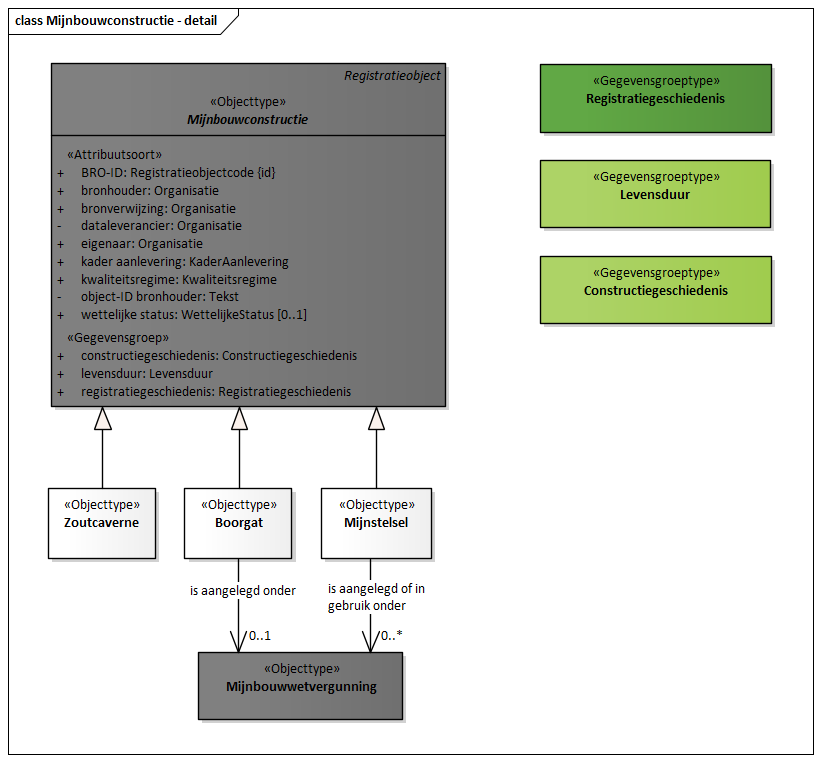 class Mijnbouwconstructie - detail
Registratieobject
«Objecttype»
Mijnbouwconstructie
«Attribuutsoort»
+ BRO-ID: Registratieobjectcode {id}
+ bronhouder: Organisatie
+ bronverwijzing: Organisatie
- dataleverancier: Organisatie
+ eigenaar: Organisatie
+ kader aanlevering: KaderAanlevering
+ kwaliteitsregime: Kwaliteitsregime
- object-ID bronhouder: Tekst
+ wettelijke status: WettelijkeStatus [0..1]
«Gegevensgroep»
+ constructiegeschiedenis: Constructiegeschiedenis
+ levensduur: Levensduur
+ registratiegeschiedenis: Registratiegeschiedenis
«Gegevensgroeptype»
Registratiegeschiedenis
«Gegevensgroeptype»
Levensduur
«Gegevensgroeptype»
Constructiegeschiedenis
«Objecttype»
Zoutcaverne
«Objecttype»
Boorgat
«Objecttype»
Mijnstelsel
is aangelegd onder
0..1
is aangelegd of in
gebruik onder
0..*
«Objecttype»
Mijnbouwwetvergunning